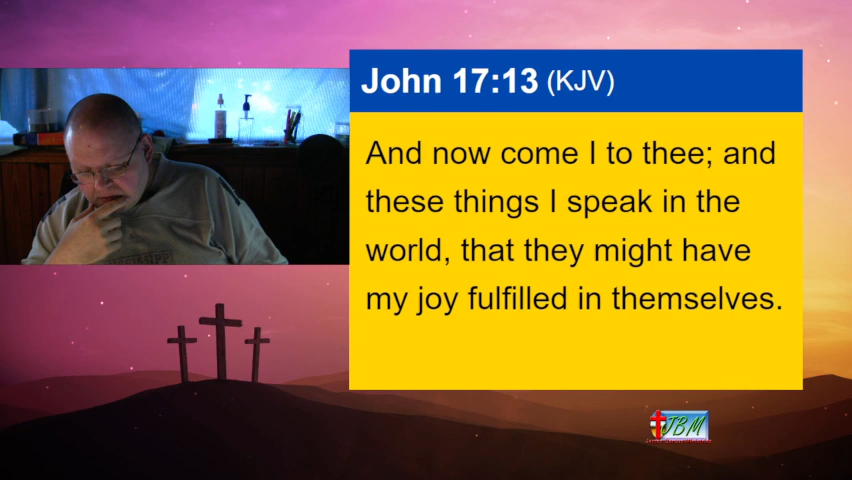 John 17:13 (KJV)
And now come I to thee; and
these things I speak in the
world, that they might have
my joy fulfilled in themselves.
JBM